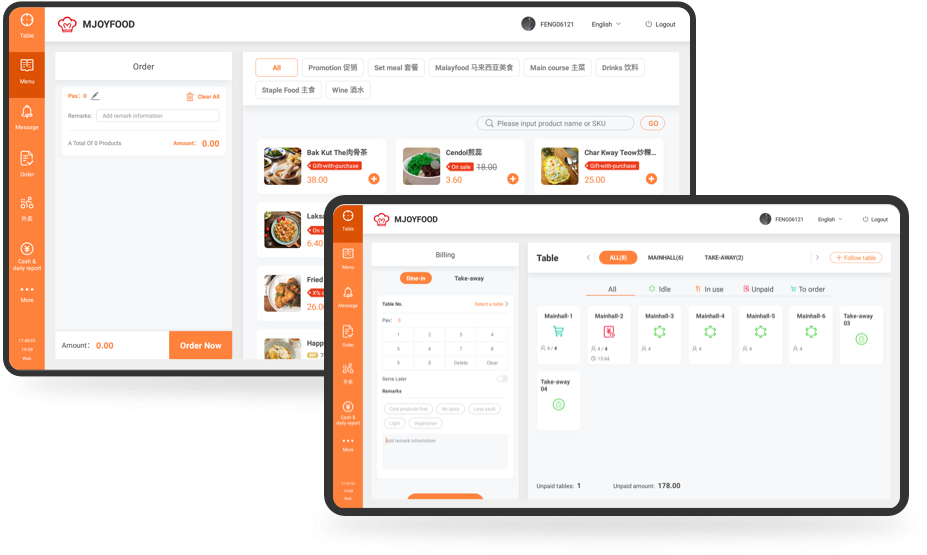 MJOYFOOD
FENG06121
English
Logout
Table
Menu
Message
Order
外卖
Cash &
daily report
More
17:46:02
Wed.
Order
Pax: 0
Clear All
Remarks:
Add remark information
A Total Of 0 Products
Amount: 0.00
Amount: 0.00
Order Now
All
Promotion 促销
Set meal 套餐
Malayfood 马来西亚美食
Main course 主菜
Drinks 饮料
Staple Food 主食
Wine 酒水
Please input product name or SKU
GO
Bak Kut The肉骨茶
Gift-with-purchase
38.00
Cendol煎蕊
On sale 18.00
3.60
Char Kway Teow炒粿...
Gift-with-purchase
25.00
Laksa
On s
6.40
Fried
X% o
26.0
Happ
VIP 7
MJOYFOOD
FENG06121
English
Logout
Table
Menu
Message
Order
外卖
Cash &
daily report
More
Billing
Dine-in
Take-away
Table No.
Select a table
Pax: 0
1 2 3 4
5 6 7 8
9 0 Delete Clear
Serve Later
Remarks
No spicy
Less sault
Light
Vegetarian
Add remark information
Table
ALL(8)
MAINHALL(6)
TAKE-AWAY(2)
+ Follow table
All
Idle
In use
Unpaid
To order
Mainhall-1
4 / 4
Mainhall-2
4 / 4
13:44
Mainhall-3
4
Mainhall-4
4
Mainhall-5
4
Mainhall-6
4
Take-away
03
Take-away
04
Unpaid tables: 1
Unpaid amount: 178.00